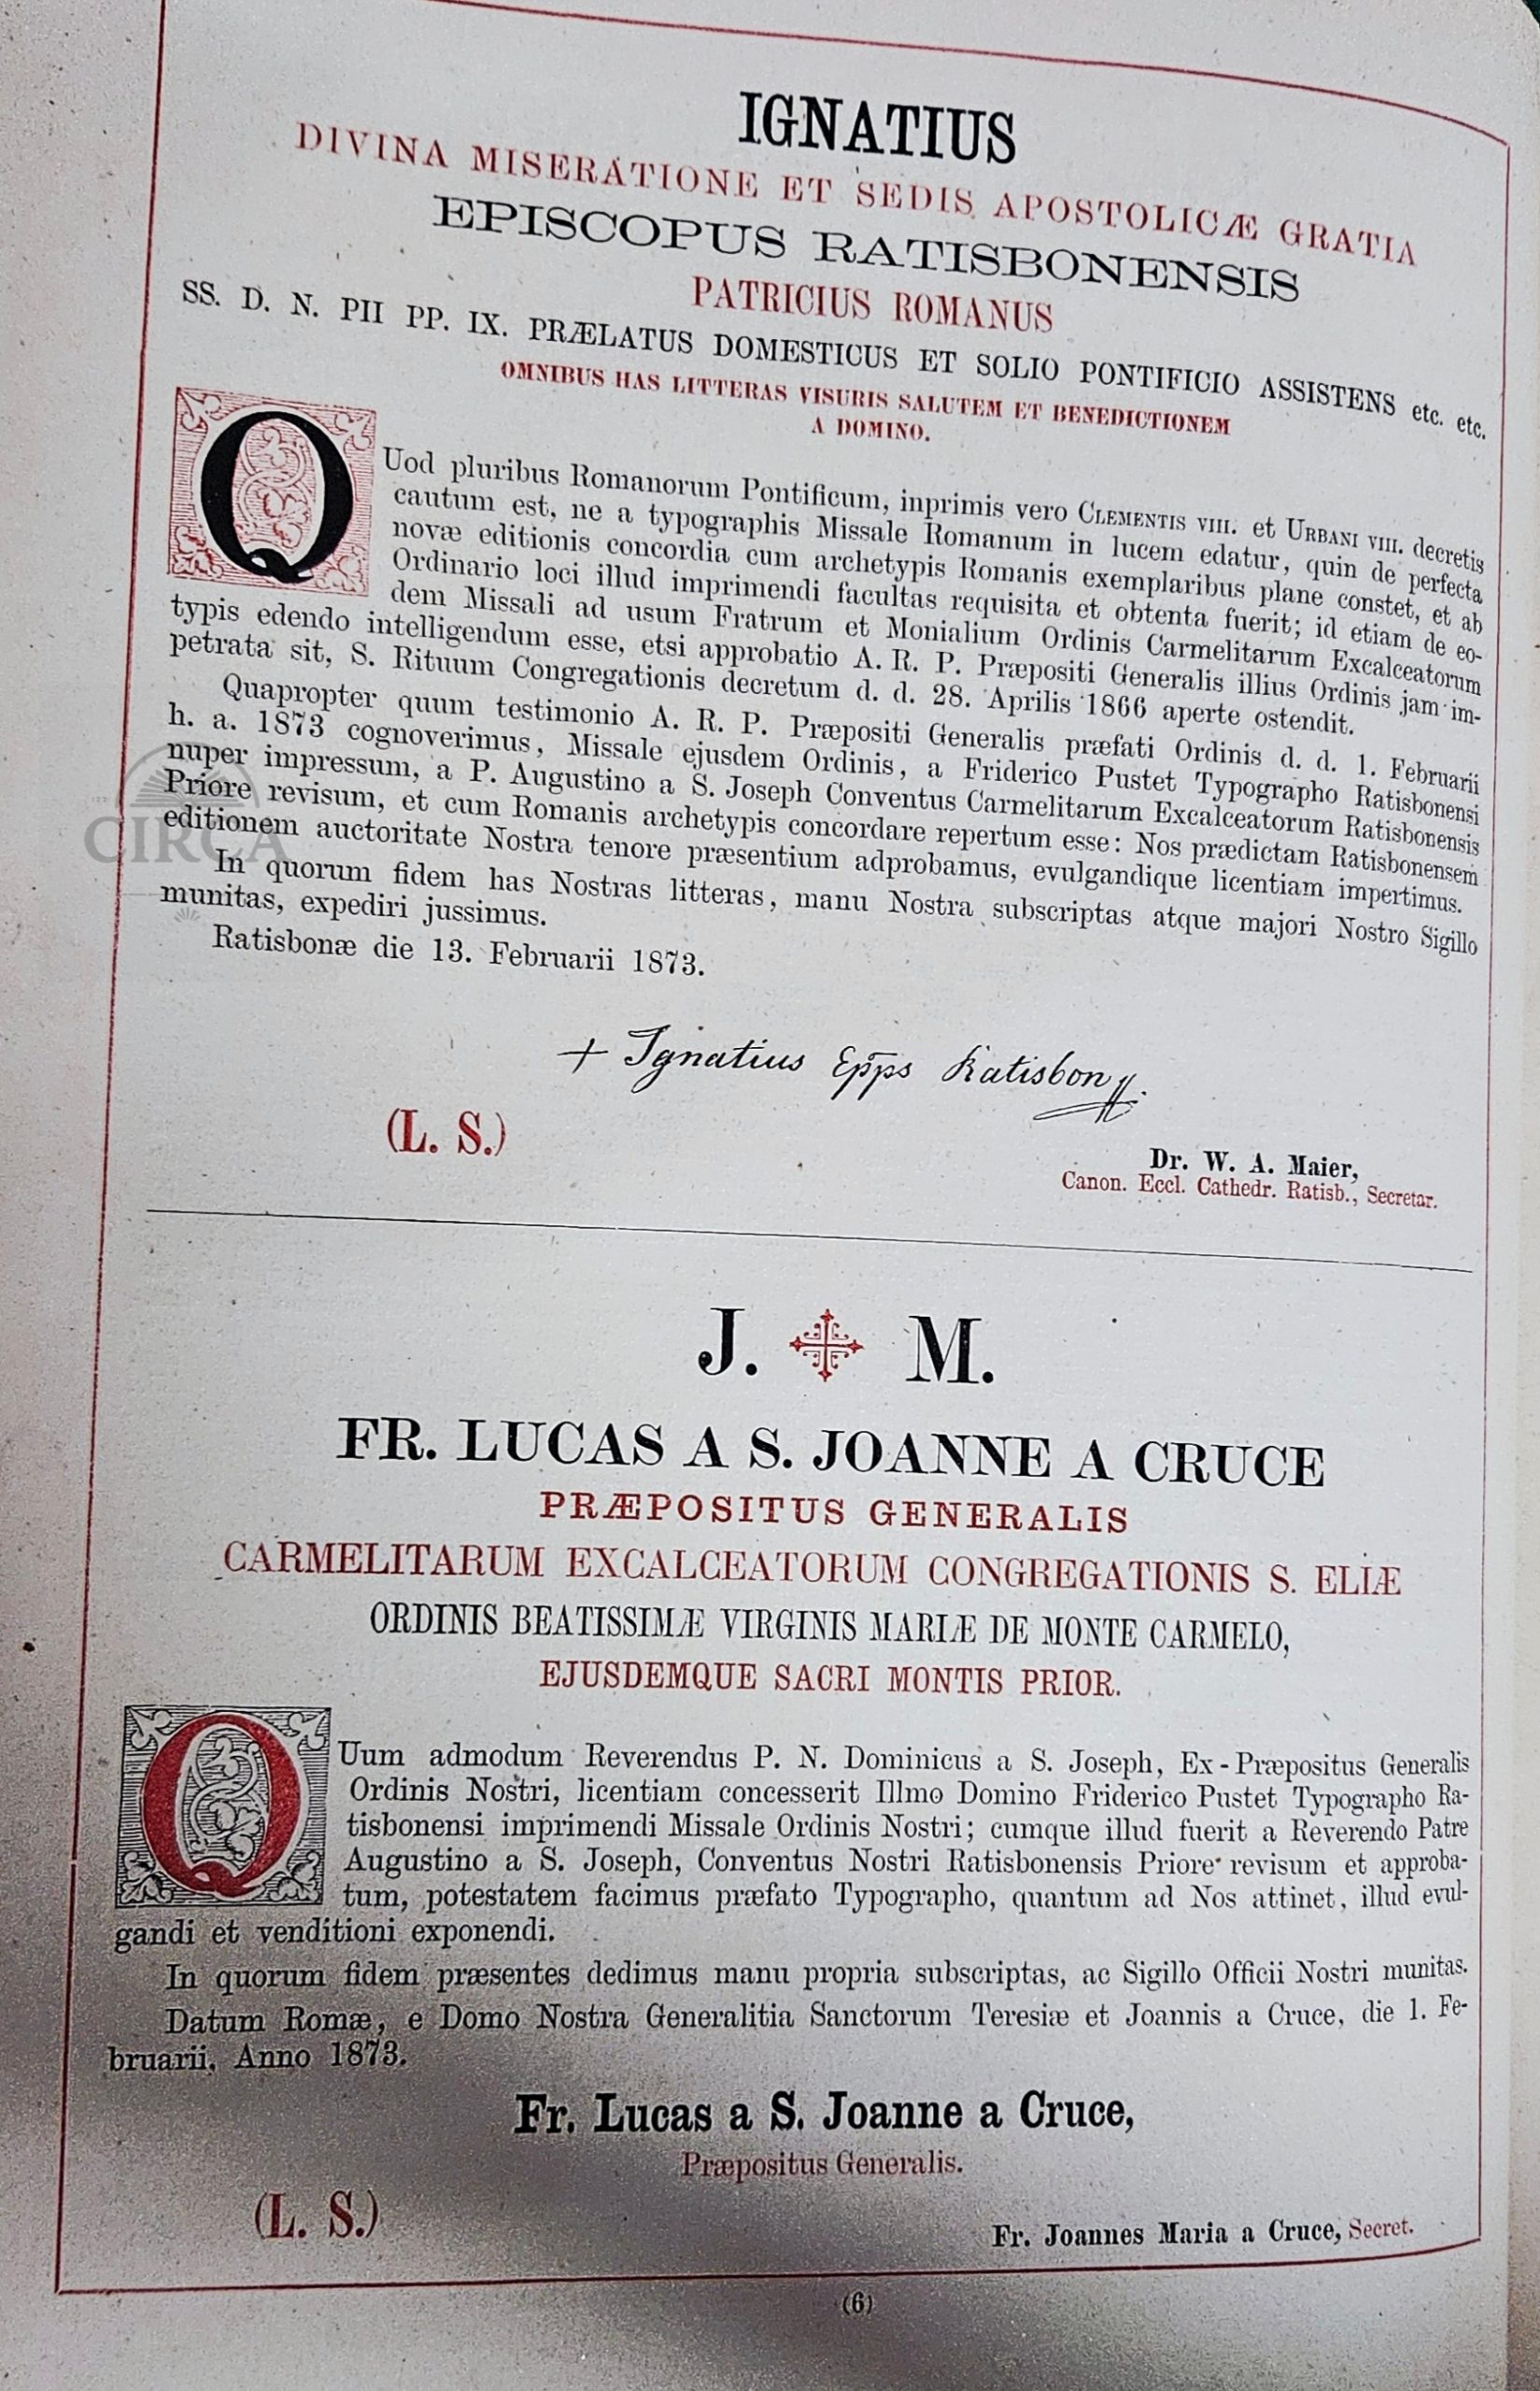 IGNATIUS
DIVINA MISERATIONE ET SEDIS APOSTOLICÆ GRATIA
EPISCOPUS RATISBONENSIS
PATRICIUS ROMANUS
SS. D. N. PII PP. IX. PRÆLATUS DOMESTICUS ET SOLIO PONTIFICIO ASSISTENS etc. etc.
OMNIBUS HAS LITTERAS VISURIS SALUTEM ET BENEDICTIONEM
A DOMINO.
QUod pluribus Romanorum Pontificum, inprimis vero CLEMENTIS VIII. et URBANI VIII. decretis
cautum est, ne a typographis Missale Romanum in lucem edatur, quin de perfecta
novæ editionis concordia cum archetypis Romanis exemplaribus plane constet, et ab
Ordinario loci illud imprimendi facultas requisita et obtenta fuerit; id etiam de eo-
dem Missali ad usum Fratrum et Monialium Ordinis Carmelitarum Excalceatorum
typis edendo intelligendum esse, etsi approbatio A. R. P. Præpositi Generalis illius Ordinis jam im-
petrata sit, S. Rituum Congregationis decretum d. d. 28. Aprilis 1866 aperte ostendit.
Quapropter quum testimonio A. R. P. Præpositi Generalis præfati Ordinis d. d. 1. Februarii
h. a. 1873 cognoverimus, Missale ejusdem Ordinis, a Friderico Pustet Typographo Ratisbonensi
nuper impressum, a P. Augustino a S. Joseph Conventus Carmelitarum Excalceatorum Ratisbonensis
Priore revisum, et cum Romanis archetypis concordare repertum esse: Nos prædictam Ratisbonensem
editionem auctoritate Nostra tenore præsentium adprobamus, evulgandique licentiam impertimus.
In quorum fidem has Nostras litteras, manu Nostra subscriptas atque majori Nostro Sigillo
munitas, expediri jussimus.
Ratisbonæ die 13. Februarii 1873.
CIRCA
+ Ignatius Epps Ratisbon
(L. S.)
Dr. W. A. Maier,
Canon. Eccl. Cathedr. Ratisb., Secretar.
J. M.
FR. LUCAS A S. JOANNE A CRUCE
PRÆPOSITUS GENERALIS
CARMELITARUM EXCALCEATORUM CONGREGATIONIS S. ELIÆ
ORDINIS BEATISSIMÆ VIRGINIS MARIÆ DE MONTE CARMELO,
EJUSDEMQUE SACRI MONTIS PRIOR.
QUum admodum Reverendus P. N. Dominicus a S. Joseph, Ex-Præpositus Generalis
Ordinis Nostri, licentiam concesserit Illmo Domino Friderico Pustet Typographo Ra-
tisbonensi imprimendi Missale Ordinis Nostri; cumque illud fuerit a Reverendo Patre
Augustino a S. Joseph, Conventus Nostri Ratisbonensis Priore revisum et approba-
tum, potestatem facimus præfato Typographo, quantum ad Nos attinet, illud evul-
gandi et venditioni exponendi.
In quorum fidem præsentes dedimus manu propria subscriptas, ac Sigillo Officii Nostri munitas.
Datum Romæ, e Domo Nostra Generalitia Sanctorum Teresiæ et Joannis a Cruce, die 1. Fe-
bruarii, Anno 1873.
Fr. Lucas a S. Joanne a Cruce,
Præpositus Generalis.
(L. S.)
Fr. Joannes Maria a Cruce, Secret.
(6)